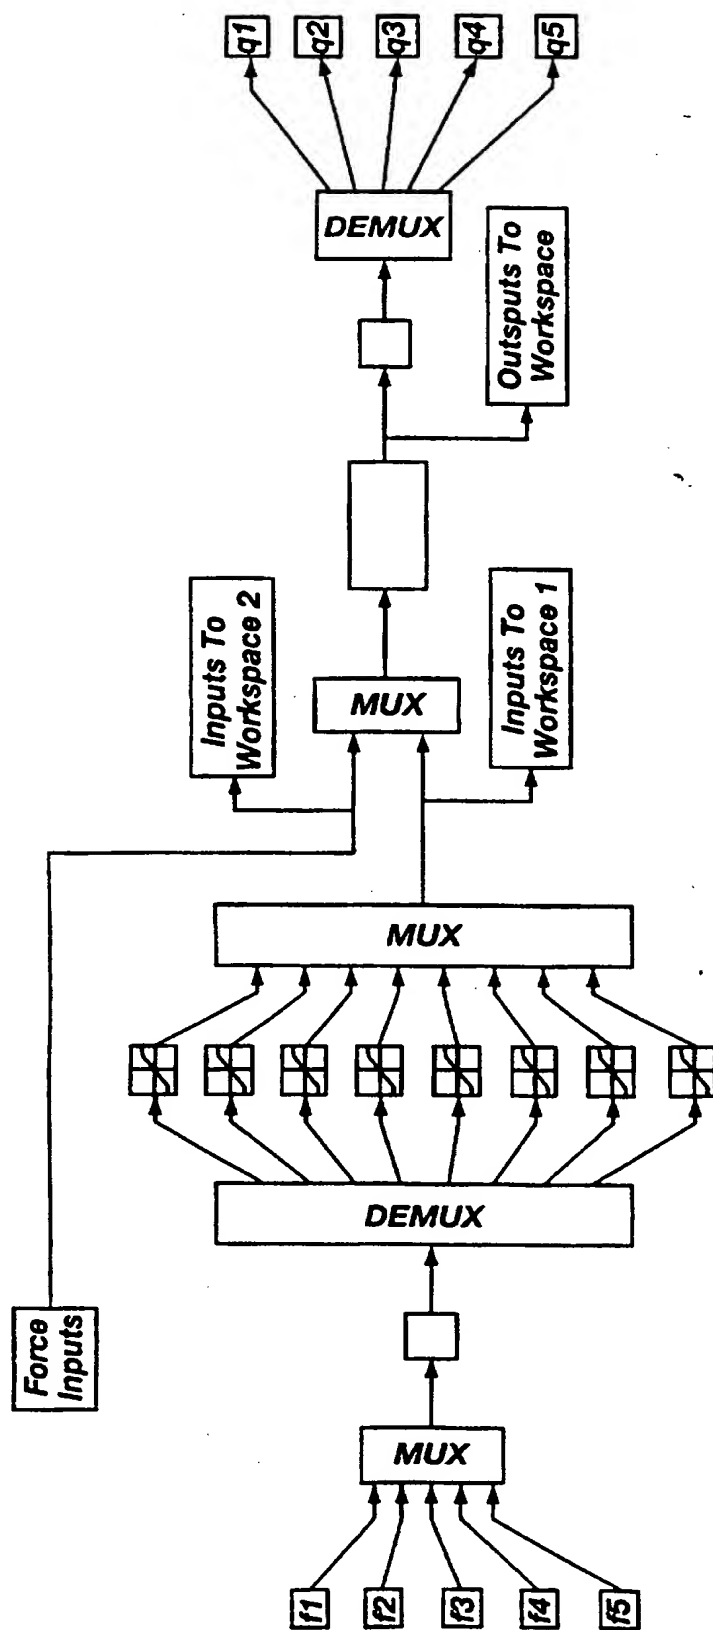 Force
Inputs
f1
f2
f3
f4
f5
MUX
DEMUX
MUX
Inputs To
Workspace 2
Inputs To
Workspace 1
MUX
Outsputs To
Workspace
DEMUX
q1
q2
q3
q4
q5